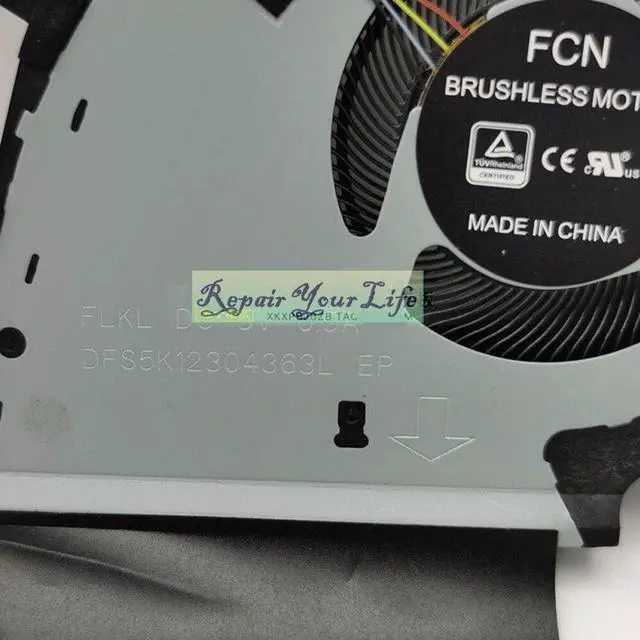 FCN
BRUSHLESS MOT
TÜVRheinland
CERTIFIED
CE
US
MADE IN CHINA
Repair Your Life &
FLKL DC 5V 0.5A
DFS5K12304363L EP